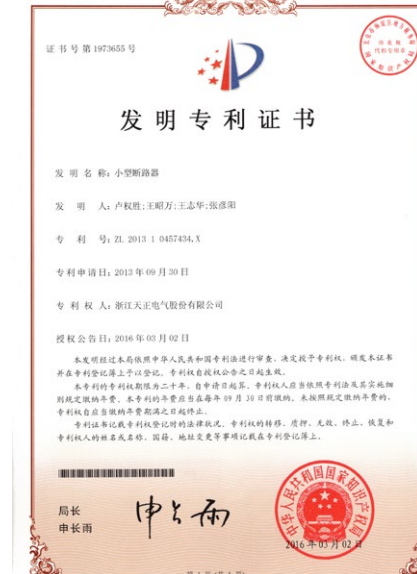 证书号第1973655号
发明专利证书
发 明 名 称：小型断路器
发 明 人：卢权胜;王昭万;王志华;张彦阳
专 利 号：ZL 2013 1 0457434.X
专利申请日：2013年09月30日
专 利 权 人：浙江天正电气股份有限公司
授权公告日：2016年03月02日
本发明经过本局依照中华人民共和国专利法进行审查，决定授予专利权，颁发本证书
并在专利登记簿上予以登记。专利权自授权公告之日起生效。
本专利的专利权期限为二十年，自申请日起算。专利权人应当依照专利法及其实施细
则规定缴纳年费。本专利的年费应当在每年09月30日前缴纳。未按照规定缴纳年费的，
专利权自应当缴纳年费期满之日起终止。
专利证书记载专利权登记时的法律状况。专利权的转移、质押、无效、终止、恢复和
专利权人的姓名或名称、国籍、地址变更等事项记载在专利登记簿上。
局长
申长雨
申长雨
中华人民共和国国家知识产权局
2016年03月02日